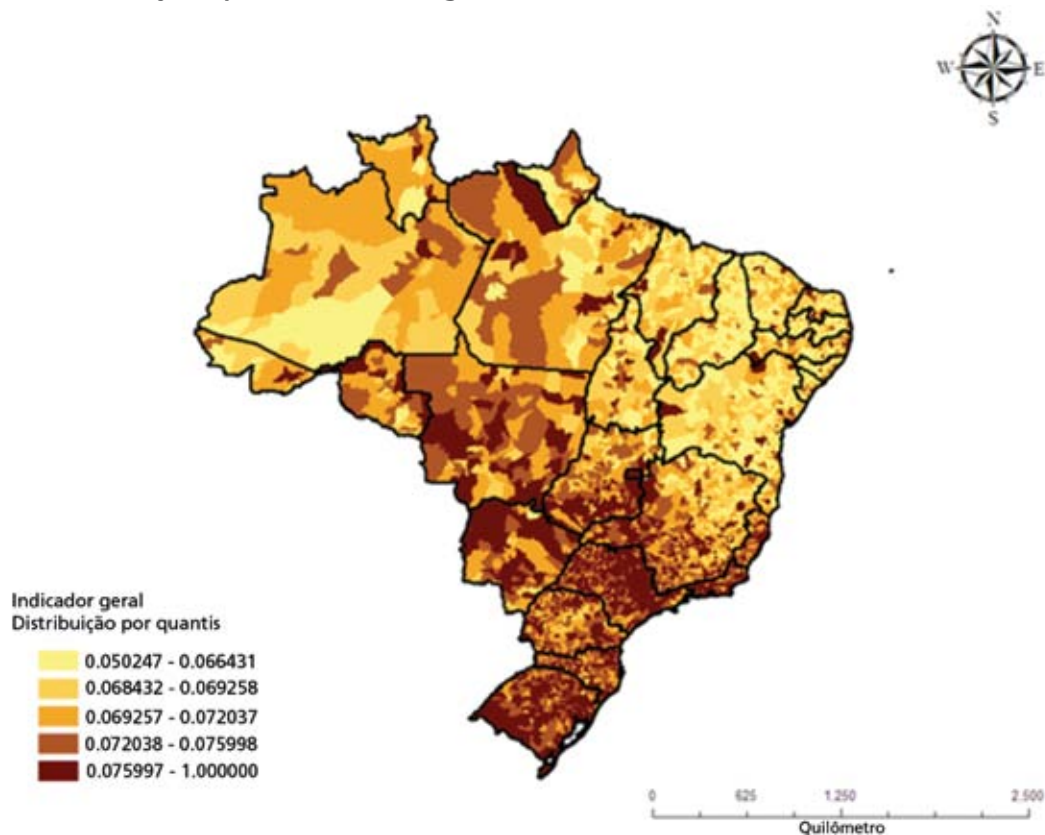 N
W E
S
Indicador geral
Distribuição por quantis
0.050247 - 0.066431
0.068432 - 0.069258
0.069257 - 0.072037
0.072038 - 0.075998
0.075997 - 1.000000
0 625 1.250 2.500
Quilômetro